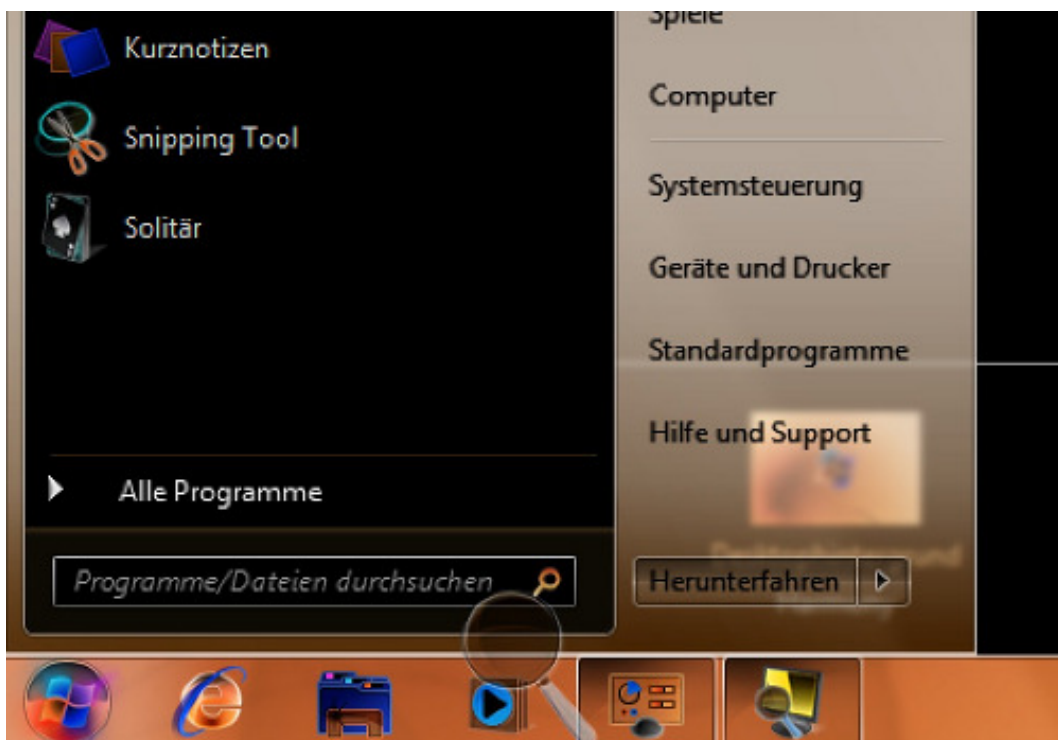 Kurznotizen
Snipping Tool
Solitär
Alle Programme
Programme/Dateien durchsuchen
Spiele
Computer
Systemsteuerung
Geräte und Drucker
Standardprogramme
Hilfe und Support
Herunterfahren